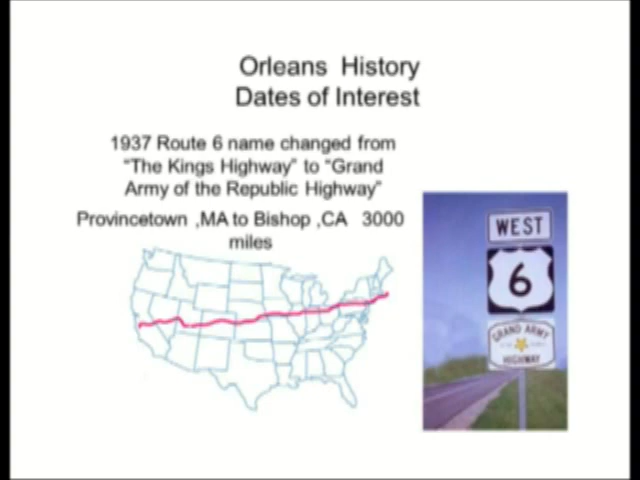 Orleans History
Dates of Interest
1937 Route 6 name changed from
“The Kings Highway” to “Grand
Army of the Republic Highway”
Provincetown ,MA to Bishop ,CA 3000
miles
WEST
6
GRAND ARMY
HIGHWAY